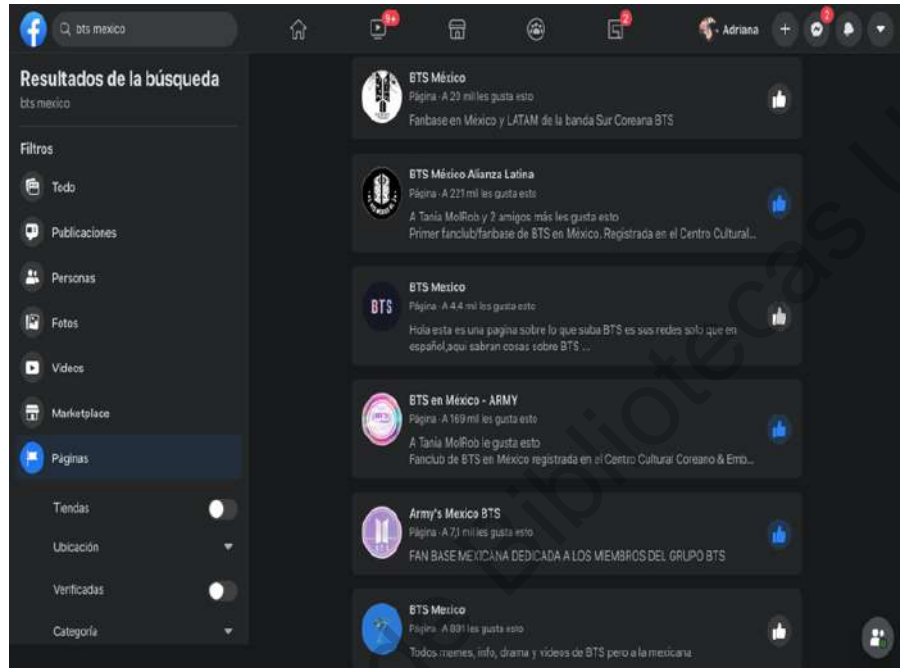 bts mexico
9+
2
Adriana
2
Resultados de la búsqueda
bts mexico
Filtros
Todo
Publicaciones
Personas
Fotos
Videos
Marketplace
Páginas
Tiendas
Ubicación
Verificadas
Categoría
BTS México
Página · A 23 mil les gusta esto
Fanbase en México y LATAM de la banda Sur Coreana BTS
BTS México Alianza Latina
Página · A 221 mil les gusta esto
A Tania MolRob y 2 amigos más les gusta esto
Primer fanclub/fanbase de BTS en México. Registrada en el Centro Cultural...
BTS
BTS Mexico
Página · A 4,4 mil les gusta esto
Hola esta es una pagina sobre lo que suba BTS es sus redes solo que en
español,aqui sabran cosas sobre BTS ...
BTS en México - ARMY
Página · A 169 mil les gusta esto
A Tania MolRob le gusta esto
Fanclub de BTS en México registrada en el Centro Cultural Coreano & Emb...
Army's Mexico BTS
Página · A 7,1 mil les gusta esto
FAN BASE MEXICANA DEDICADA A LOS MIEMBROS DEL GRUPO BTS
BTS Mexico
Página · A 891 les gusta esto
Todos memes, info, drama y videos de BTS pero a la mexicana
Bibliotecas U